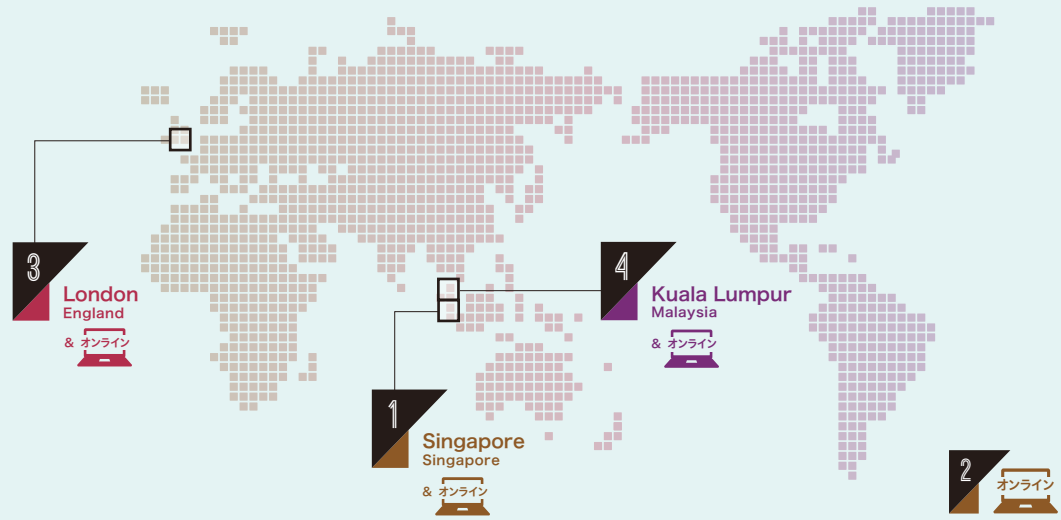 3
London
England
& オンライン
4
Kuala Lumpur
Malaysia
& オンライン
1
Singapore
Singapore
& オンライン
2
オンライン